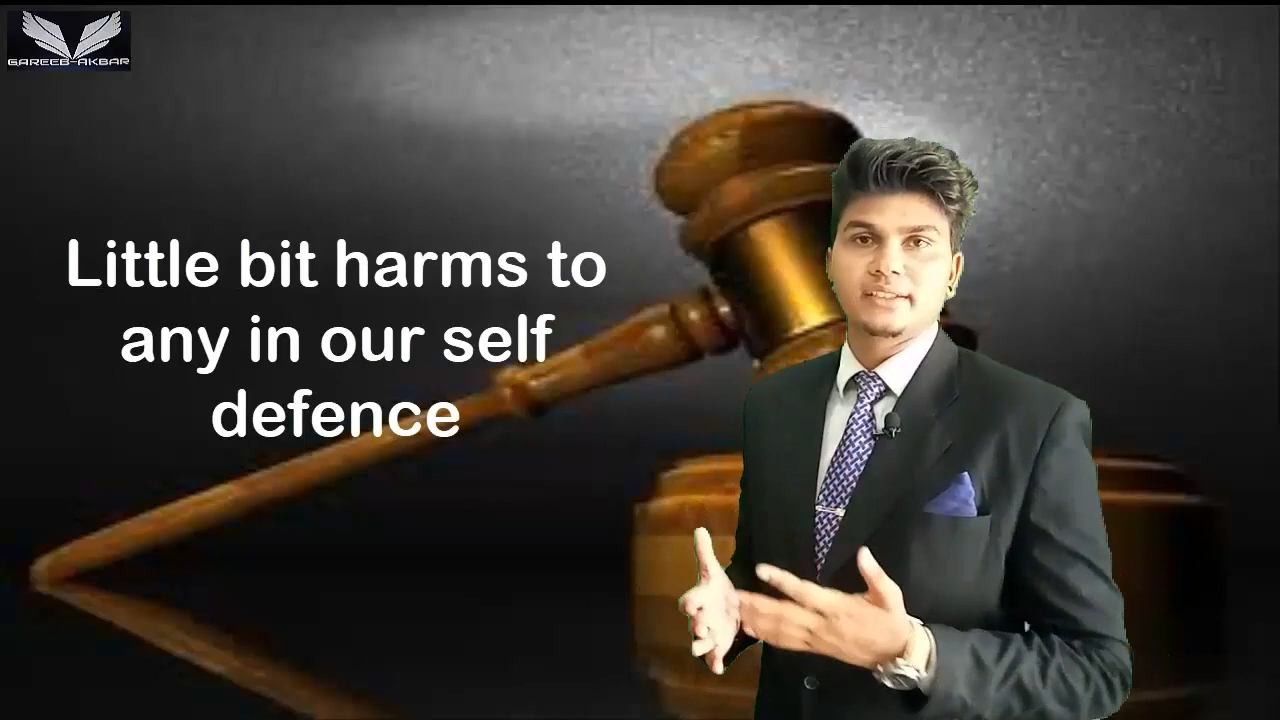 GAREEB-AKBAR
Little bit harms to
any in our self
defence